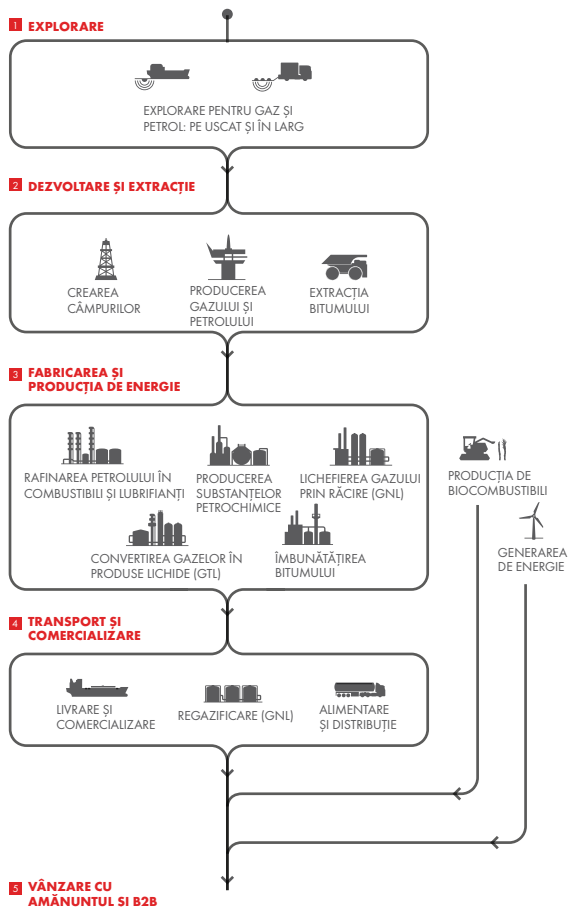 1 EXPLORARE
EXPLORARE PENTRU GAZ ȘI
PETROL: PE USCAT ȘI ÎN LARG
2 DEZVOLTARE ȘI EXTRACȚIE
CREAREA
CÂMPURILOR
PRODUCEREA
GAZULUI ȘI
PETROLULUI
EXTRACȚIA
BITUMULUI
3 FABRICAREA ȘI
PRODUCȚIA DE ENERGIE
RAFINAREA PETROLULUI ÎN
COMBUSTIBILI ȘI LUBRIFIANȚI
PRODUCEREA
SUBSTANȚELOR
PETROCHIMICE
LICHEFIEREA GAZULUI
PRIN RĂCIRE (GNL)
CONVERTIREA GAZELOR ÎN
PRODUSE LICHIDE (GTL)
ÎMBUNĂTĂȚIREA
BITUMULUI
PRODUCȚIA DE
BIOCOMBUSTIBILI
GENERAREA
DE ENERGIE
4 TRANSPORT ȘI
COMERCIALIZARE
LIVRARE ȘI
COMERCIALIZARE
REGAZIFICARE (GNL)
ALIMENTARE
ȘI DISTRIBUȚIE
5 VÂNZARE CU
AMĂNUNTUL ȘI B2B